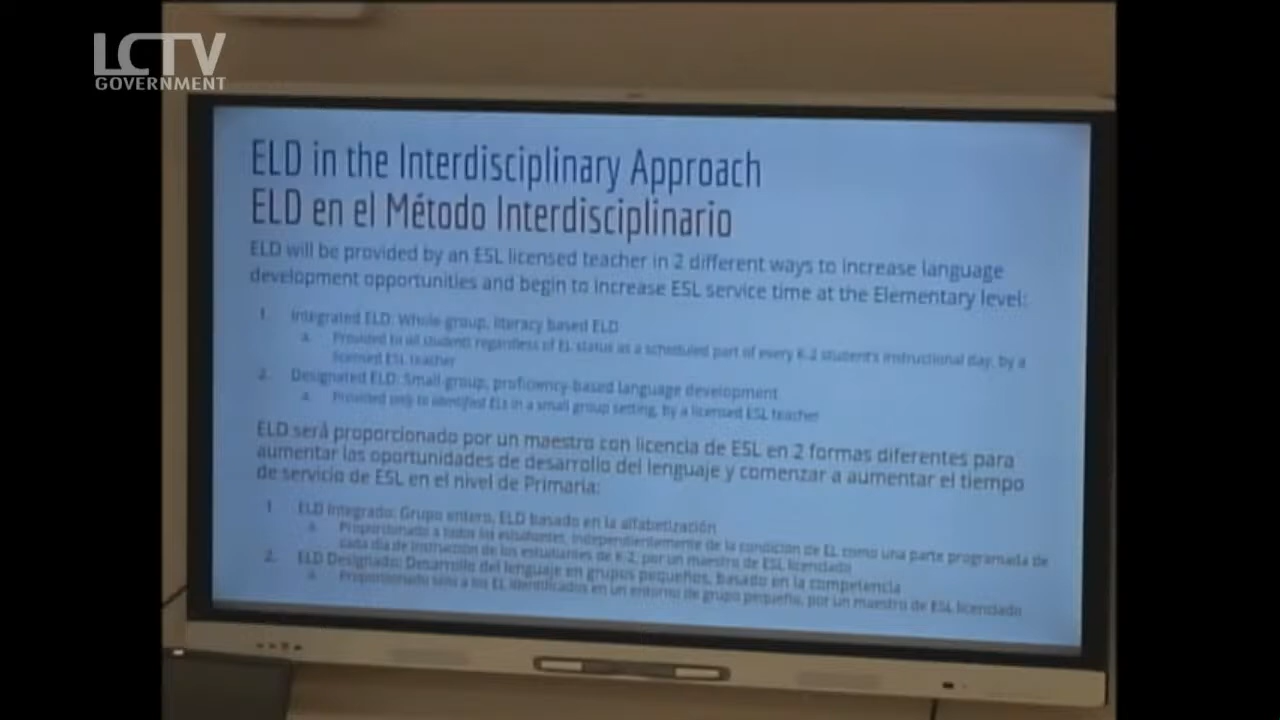 LCTV
GOVERNMENT
ELD in the Interdisciplinary Approach
ELD en el Método Interdisciplinario
ELD will be provided by an ESL licensed teacher in 2 different ways to increase language
development opportunities and begin to increase ESL service time at the Elementary level:
1. Integrated ELD: Whole-group, literacy based ELD
a. Provided to all students regardless of EL status as a scheduled part of every K-2 student's instructional day, by a
licensed ESL teacher
2. Designated ELD: Small-group, proficiency-based language development
a. Provided only to identified ELs in a small group setting, by a licensed ESL teacher
ELD será proporcionado por un maestro con licencia de ESL en 2 formas diferentes para
aumentar las oportunidades de desarrollo del lenguaje y comenzar a aumentar el tiempo
de servicio de ESL en el nivel de Primaria:
1. ELD Integrado: Grupo entero, ELD basado en la alfabetización
a. Proporcionado a todos los estudiantes, independientemente de la condición de EL como una parte programada de
cada día de instrucción de los estudiantes de K-2, por un maestro de ESL licenciado
2. ELD Designado: Desarrollo del lenguaje en grupos pequeños, basado en la competencia
a. Proporcionado solo a los EL identificados en un entorno de grupo pequeño, por un maestro de ESL licenciado